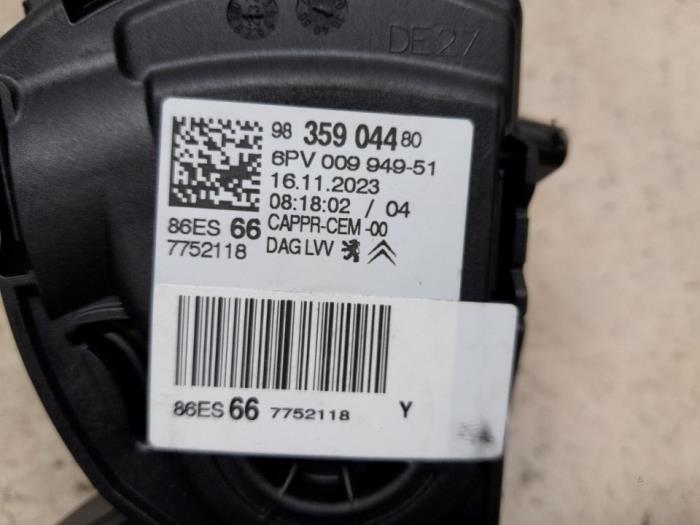 DE27
98 359 044 80
6PV 009 949-51
16.11.2023
08:18:02 / 04
86ES 66 CAPPR-CEM -00
7752118 DAG LVV
86ES 66 7752118 Y